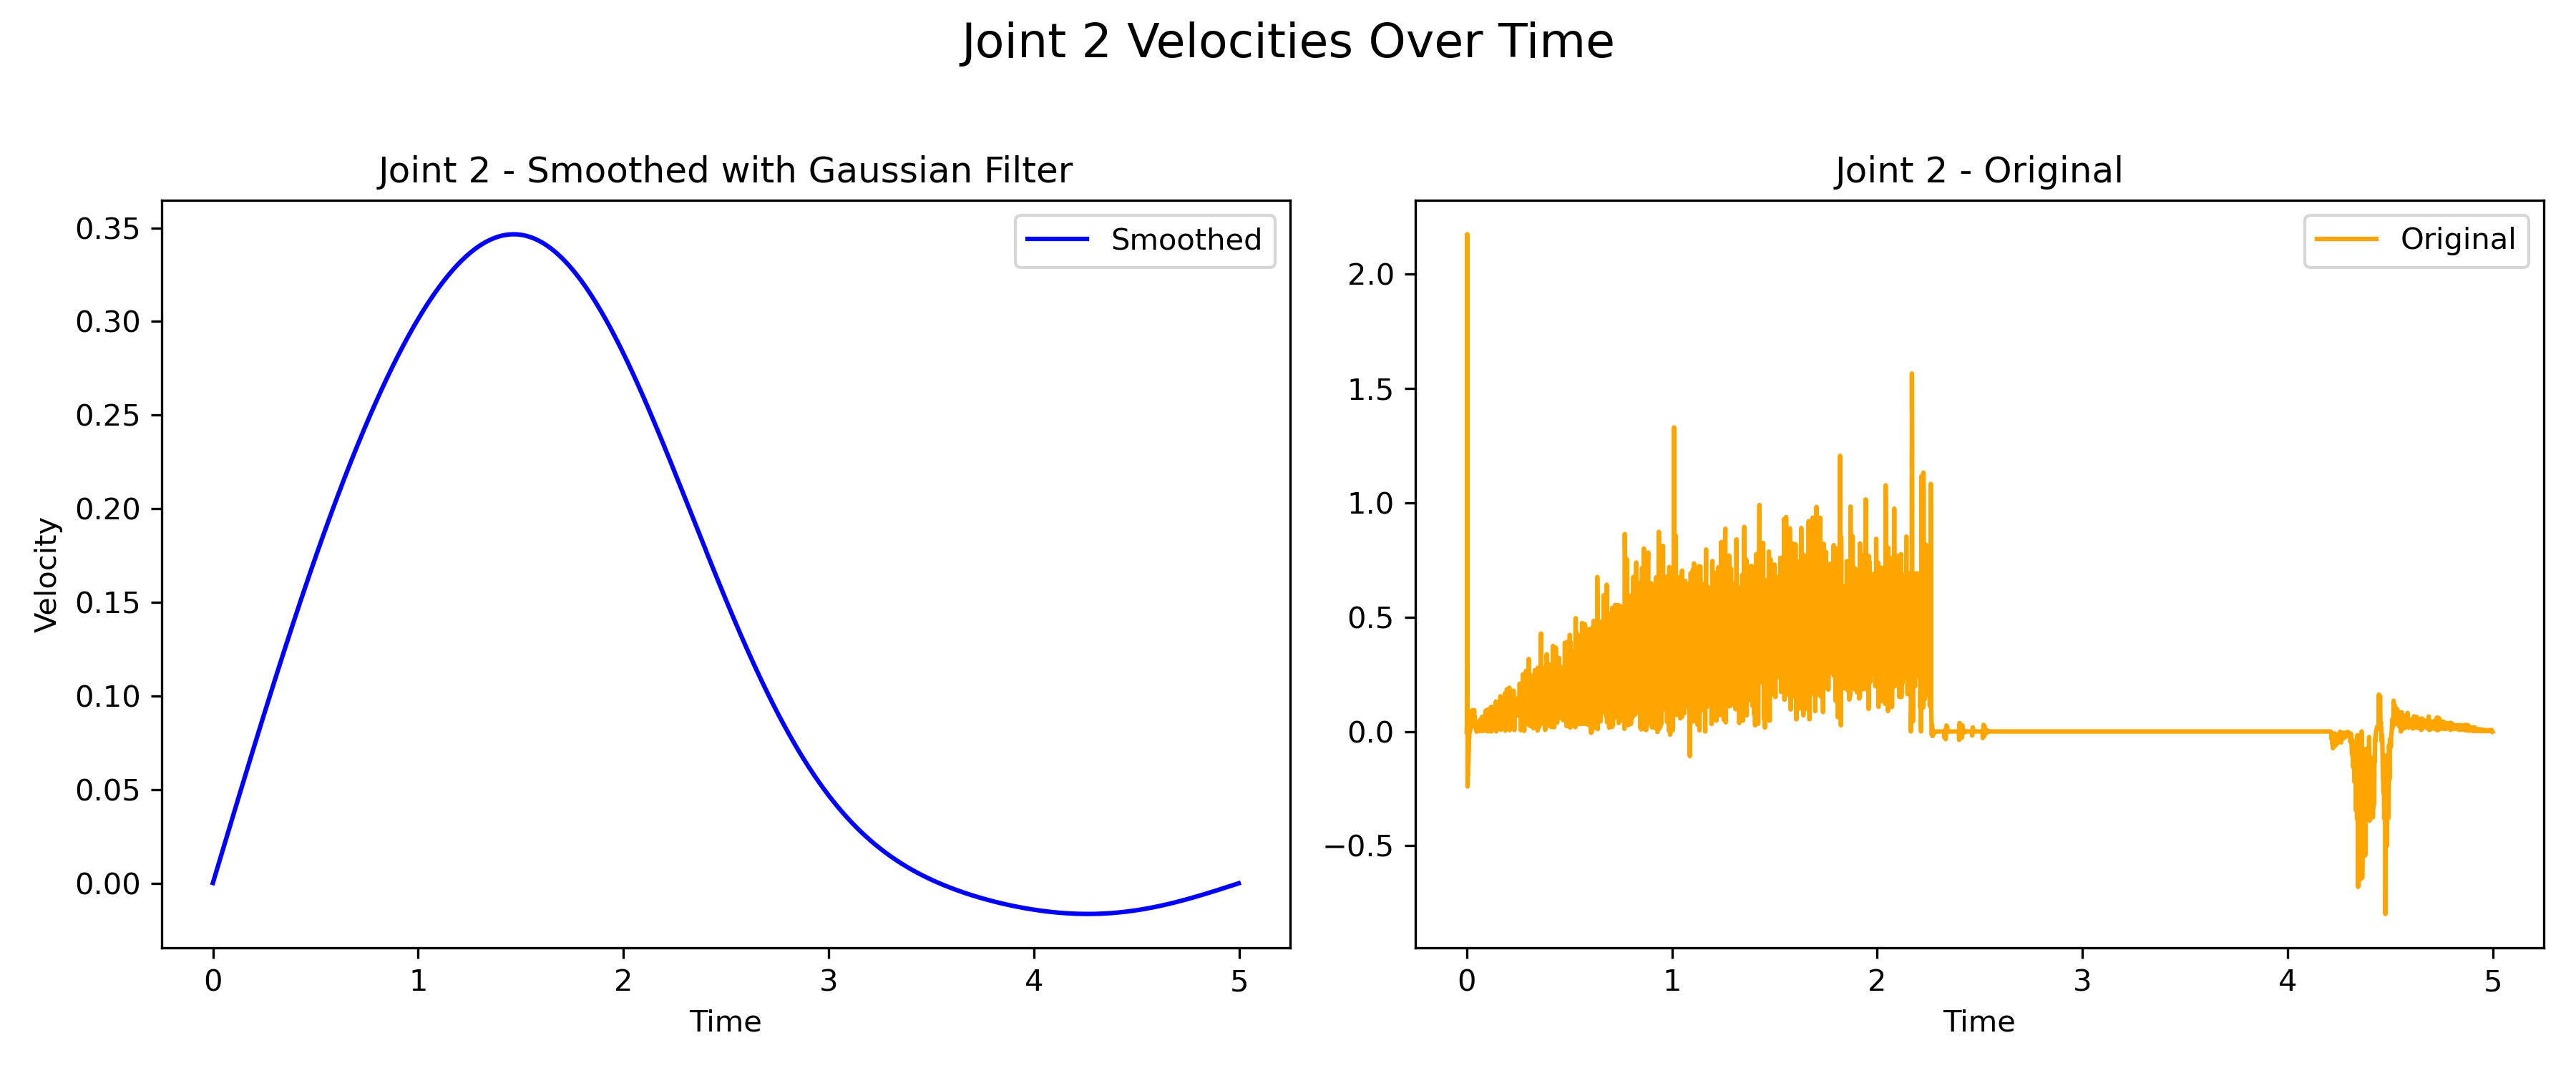 Joint 2 Velocities Over Time
Joint 2 - Smoothed with Gaussian Filter
Smoothed
Velocity
0.35
0.30
0.25
0.20
0.15
0.10
0.05
0.00
0 1 2 3 4 5
Time
Joint 2 - Original
Original
2.0
1.5
1.0
0.5
0.0
−0.5
0 1 2 3 4 5
Time